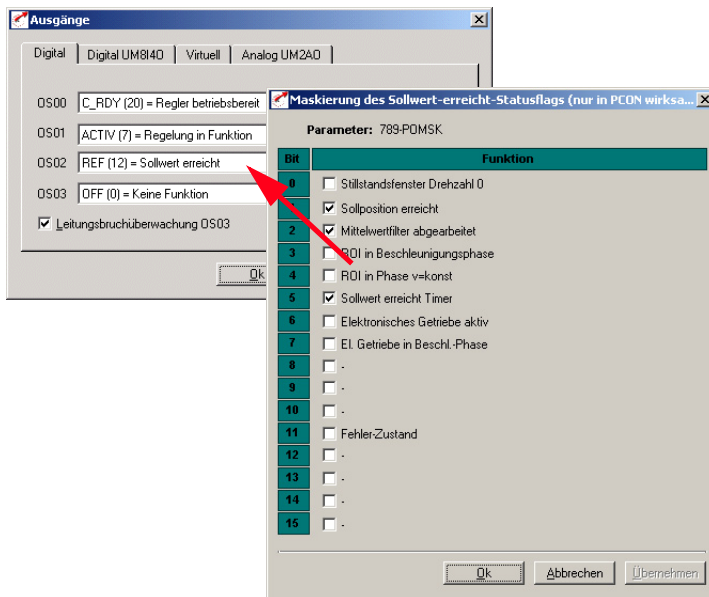 Ausgänge
Digital Digital UM8I40 Virtuell Analog UM2AO
OS00 C_RDY (20) = Regler betriebsbereit
OS01 ACTIV (7) = Regelung in Funktion
OS02 REF (12) = Sollwert erreicht
OS03 OFF (0) = Keine Funktion
Leitungsbruchüberwachung OS03
Ok
Maskierung des Sollwert-erreicht-Statusflags (nur in PCON wirksa...
Parameter: 789-POMSK
Bit Funktion
0 Stillstandsfenster Drehzahl 0
1 Sollposition erreicht
2 Mittelwertfilter abgearbeitet
3 ROI in Beschleunigungsphase
4 ROI in Phase v=konst
5 Sollwert erreicht Timer
6 Elektronisches Getriebe aktiv
7 El. Getriebe in Beschl.-Phase
8 -
9 -
10 -
11 Fehler-Zustand
12 -
13 -
14 -
15 -
Ok Abbrechen Übernehmen